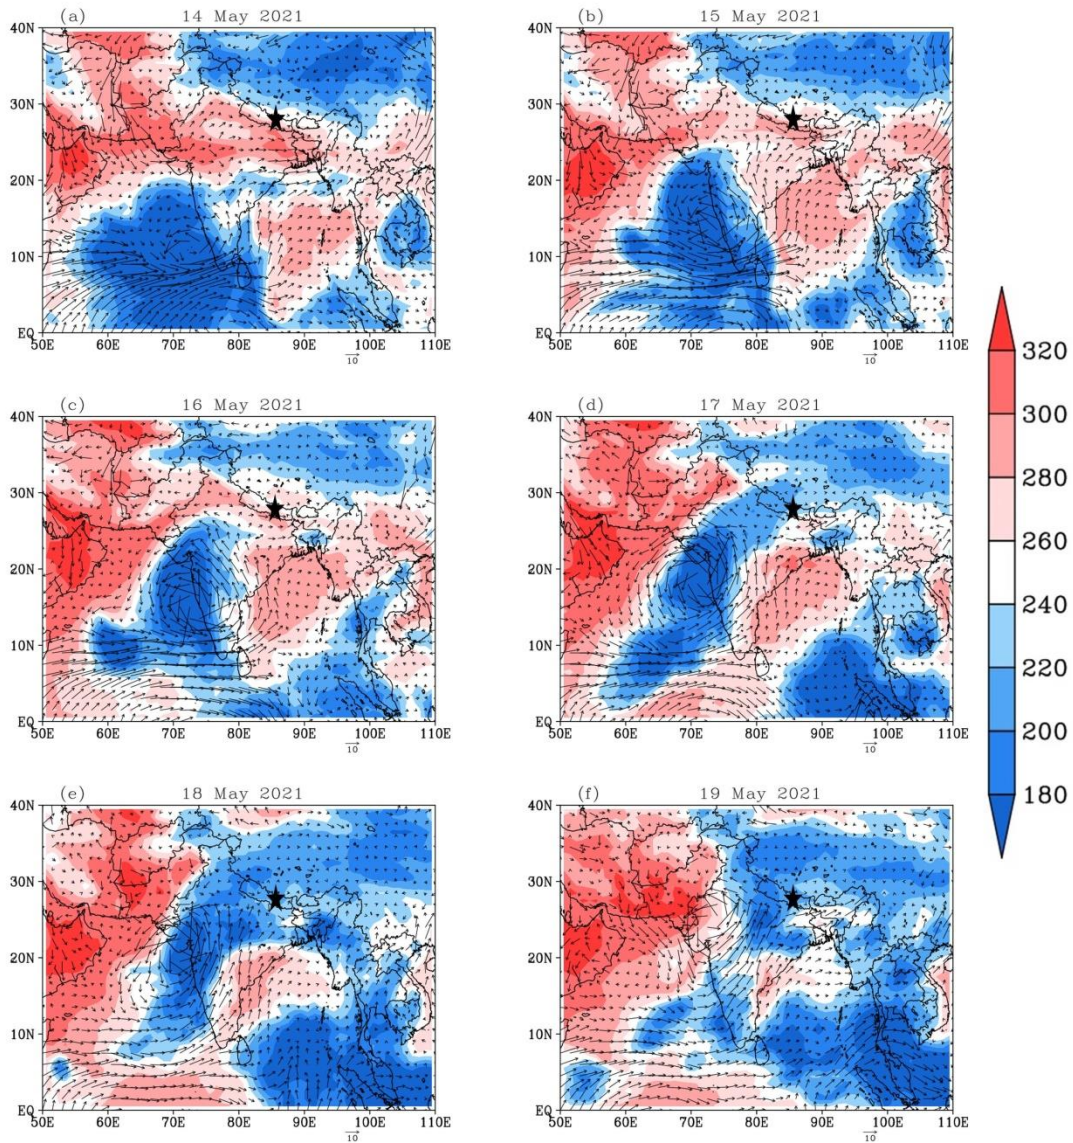 (a) 14 May 2021
40N
30N
20N
10N
EQ
50E 60E 70E 80E 90E 100E 110E
10
(b) 15 May 2021
40N
30N
20N
10N
EQ
50E 60E 70E 80E 90E 100E 110E
10
(c) 16 May 2021
40N
30N
20N
10N
EQ
50E 60E 70E 80E 90E 100E 110E
10
(d) 17 May 2021
40N
30N
20N
10N
EQ
50E 60E 70E 80E 90E 100E 110E
10
(e) 18 May 2021
40N
30N
20N
10N
EQ
50E 60E 70E 80E 90E 100E 110E
10
(f) 19 May 2021
40N
30N
20N
10N
EQ
50E 60E 70E 80E 90E 100E 110E
10
320
300
280
260
240
220
200
180